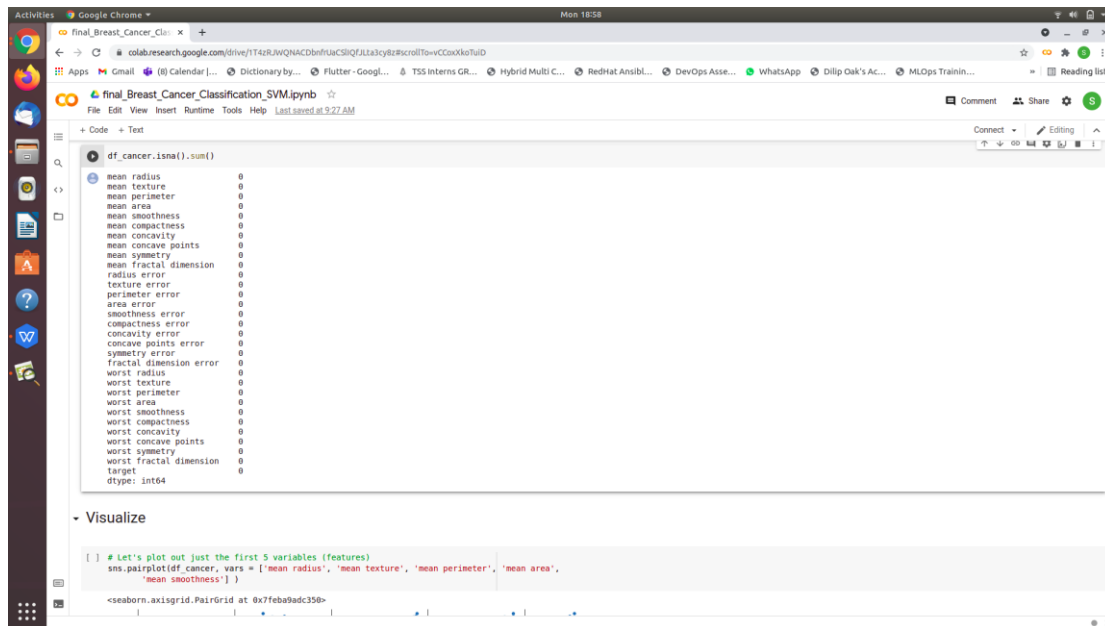 Activities Google Chrome Mon 18:58
final_Breast_Cancer_Clas
colab.research.google.com/drive/1T4zRJWQNACDbnfrUaCSliQfJLta3cy8z#scrollTo=vCCoxXkoTuiD
Apps Gmail (8) Calendar |... Dictionary by... Flutter - Googl... TSS Interns GR... Hybrid Multi C... RedHat Ansibl... DevOps Asse... WhatsApp Dilip Oak's Ac... MLOps Trainin... » Reading list
final_Breast_Cancer_Classification_SVM.ipynb
Comment Share S
File Edit View Insert Runtime Tools Help Last saved at 9:27 AM
+ Code + Text Connect Editing
df_cancer.isna().sum()
mean radius 0
mean texture 0
mean perimeter 0
mean area 0
mean smoothness 0
mean compactness 0
mean concavity 0
mean concave points 0
mean symmetry 0
mean fractal dimension 0
radius error 0
texture error 0
perimeter error 0
area error 0
smoothness error 0
compactness error 0
concavity error 0
concave points error 0
symmetry error 0
fractal dimension error 0
worst radius 0
worst texture 0
worst perimeter 0
worst area 0
worst smoothness 0
worst compactness 0
worst concavity 0
worst concave points 0
worst symmetry 0
worst fractal dimension 0
target 0
dtype: int64
Visualize
[ ] # Let's plot out just the first 5 variables (features)
sns.pairplot(df_cancer, vars = ['mean radius', 'mean texture', 'mean perimeter', 'mean area',
'mean smoothness'] )
<seaborn.axisgrid.PairGrid at 0x7feba9adc350>